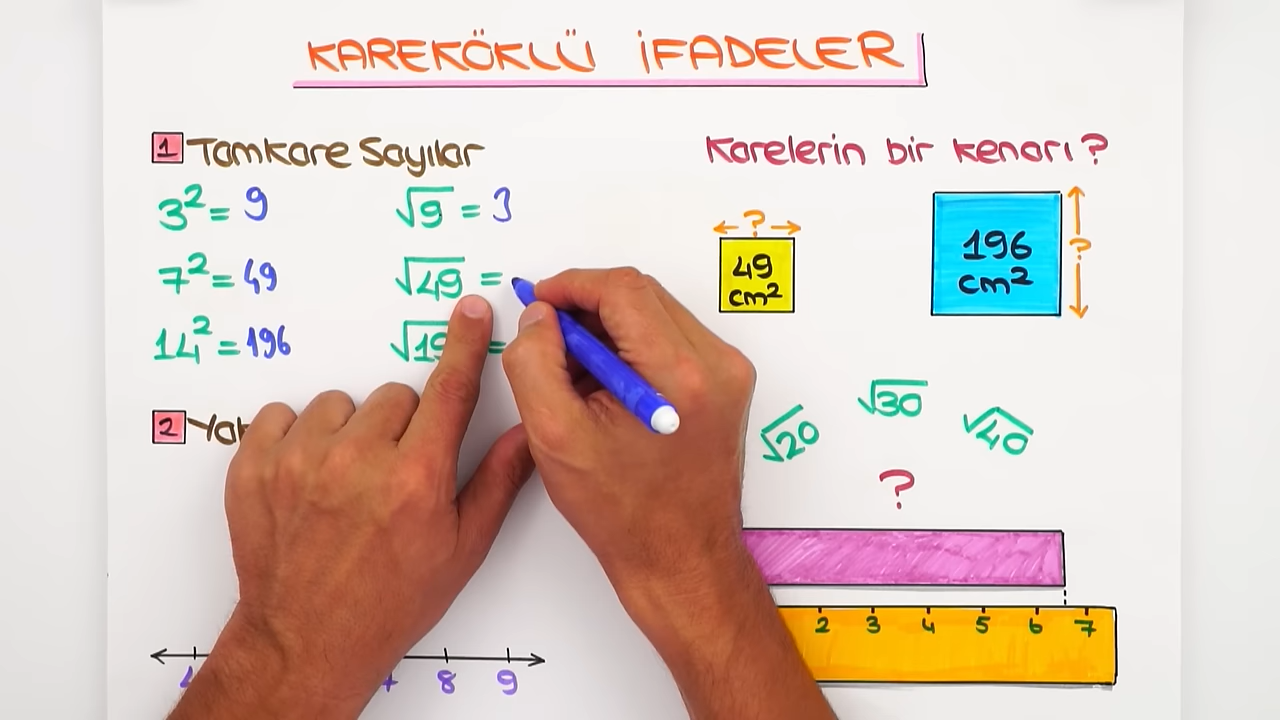 KAREKÖKLÜ İFADELER
1 Tamkare Sayılar
3² = 9
√9 = 3
7² = 49
√49 =
14² = 196
=
Karelerin bir kenarı?
?
49
cm²
196
cm²
?
2
√20
√30
√40
?
2 3 4 5 6 7
8 9